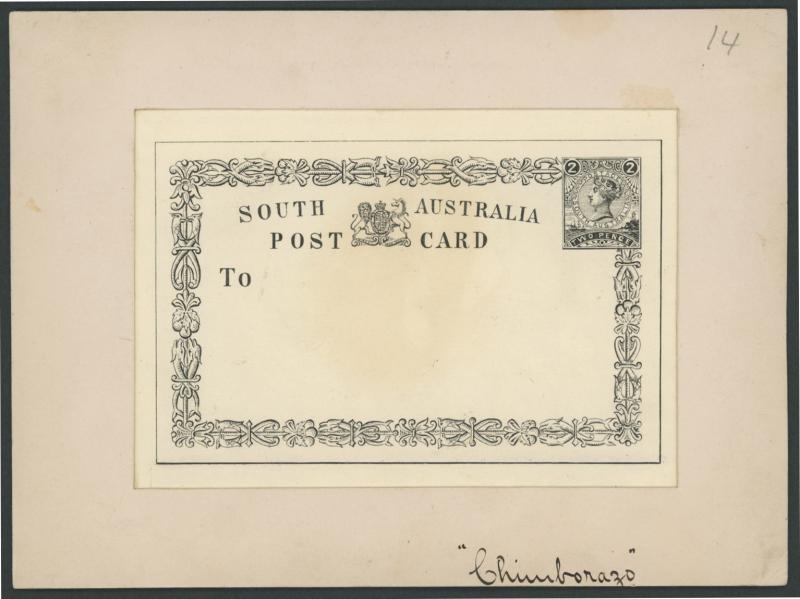 14
2 2
SOUTH AUSTRALIA
POST CARD
TWO PENCE
To
"Chimborazo"